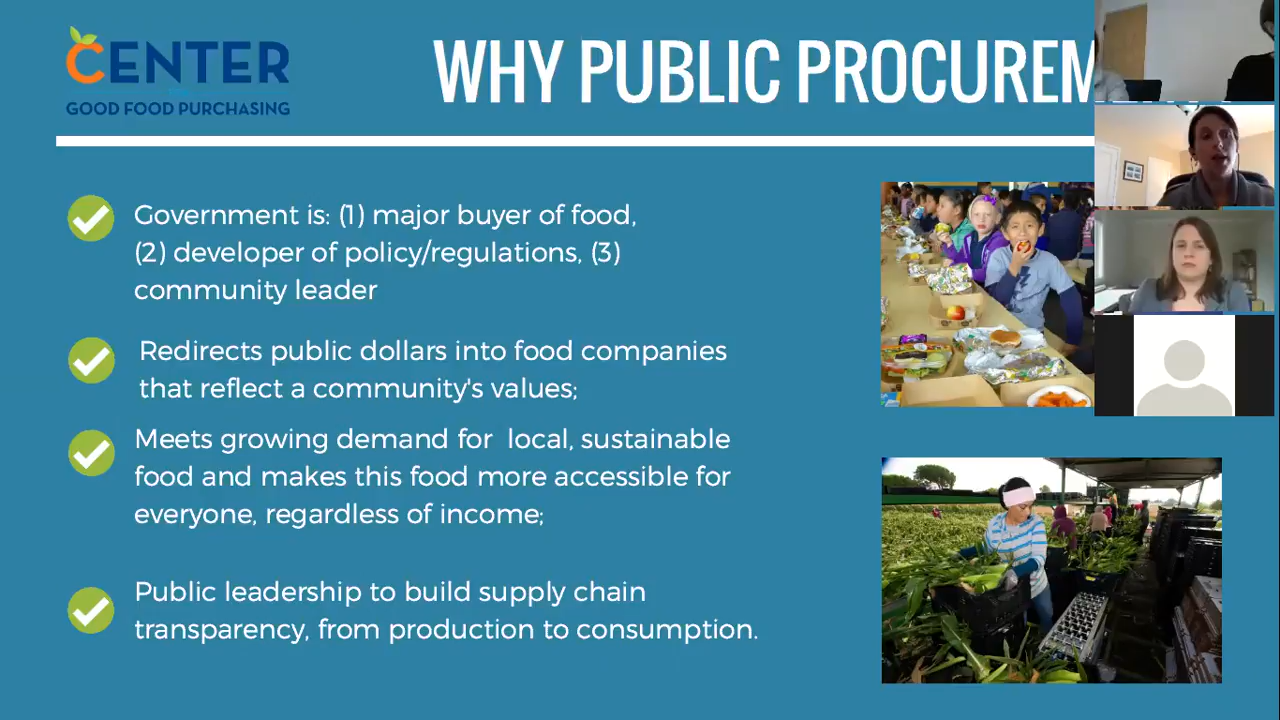 CENTER
GOOD FOOD PURCHASING
WHY PUBLIC
Government is: (1) major buyer of food,
(2) developer of policy/regulations, (3)
community leader
Redirects public dollars into food companies
that reflect a community's values;
Meets growing demand for local, sustainable
food and makes this food more accessible for
everyone, regardless of income;
Public leadership to build supply chain
transparency, from production to consumption.